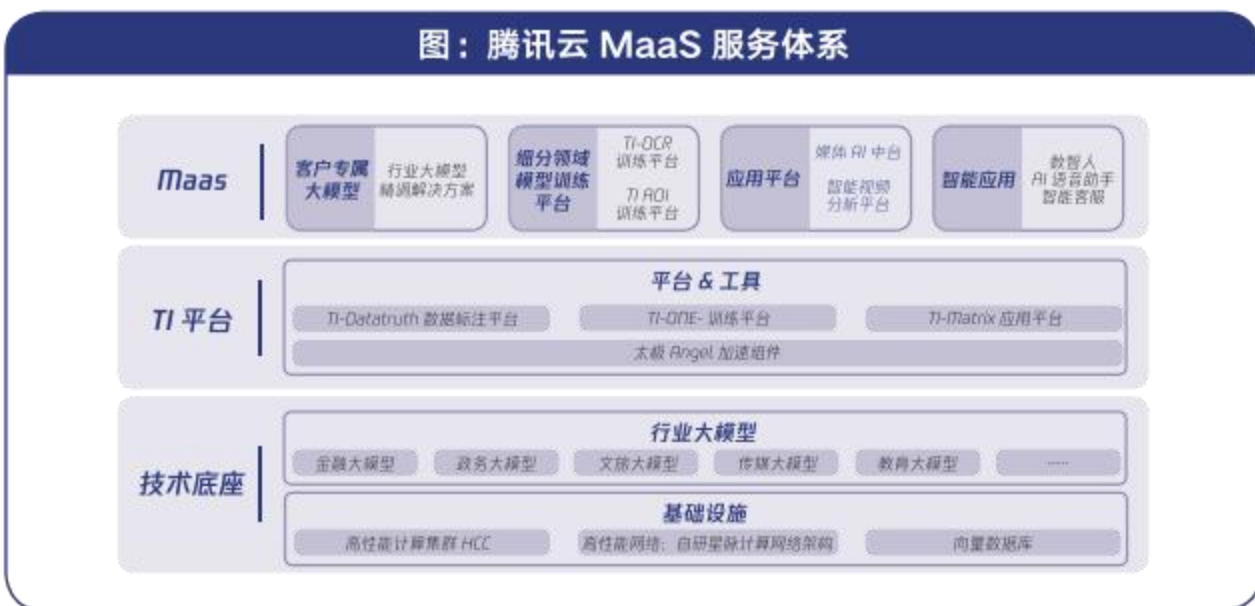 图：腾讯云 MaaS 服务体系
Maas
客户专属
大模型
行业大模型
精调解决方案
细分领域
模型训练
平台
TI-OCR
训练平台
TI AOI
训练平台
应用平台
媒体 AI 中台
智能视频
分析平台
智能应用
数智人
AI 语音助手
智能客服
TI 平台
平台 & 工具
TI-Datatruth 数据标注平台
TI-ONE- 训练平台
TI-Matrix 应用平台
太极 Angel 加速组件
技术底座
行业大模型
金融大模型
政务大模型
文旅大模型
传媒大模型
教育大模型
......
基础设施
高性能计算集群 HCC
高性能网络：自研星脉计算网络架构
向量数据库